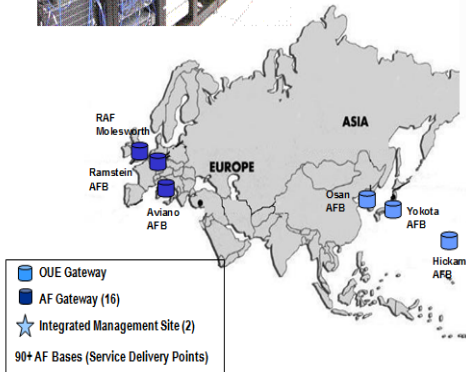 RAF
Molesworth
ASIA
Ramstein
AFB
EUROPE
Aviano
AFB
Osan
AFB
Yokota
AFB
Hickam
AFB
OUE Gateway
AF Gateway (16)
Integrated Management Site (2)
90+ AF Bases (Service Delivery Points)